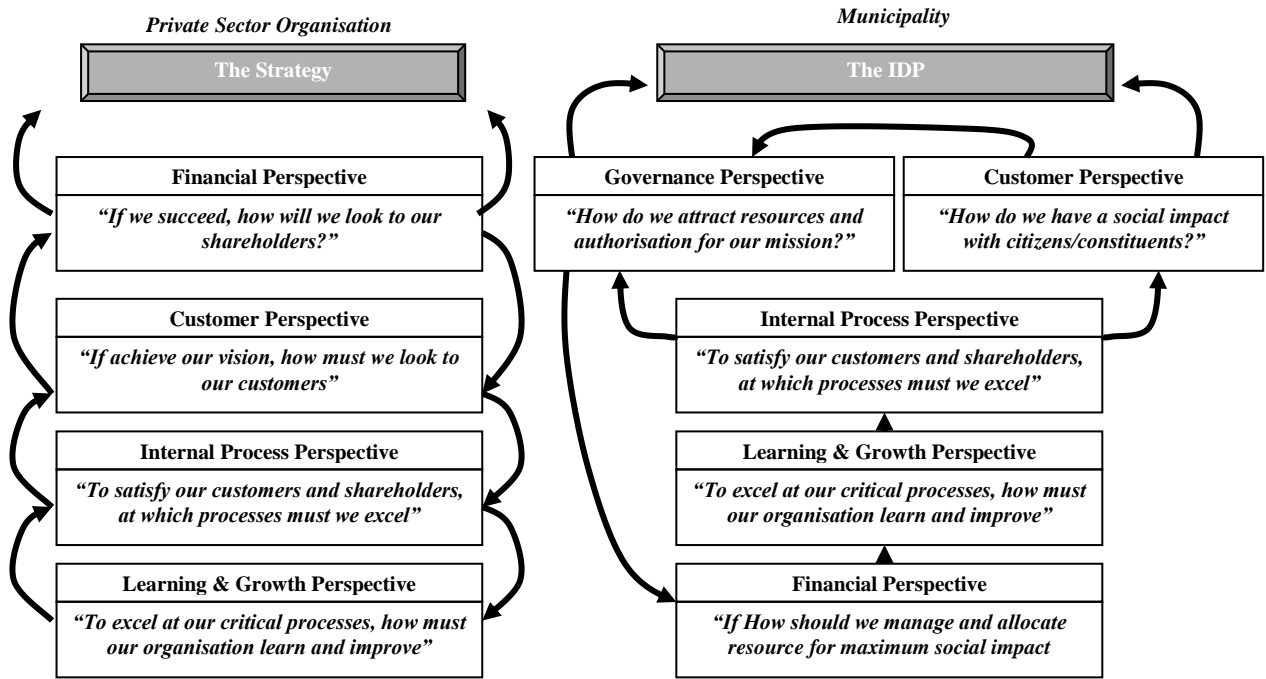 Private Sector Organisation
The Strategy
Financial Perspective
“If we succeed, how will we look to our
shareholders?”
Customer Perspective
“If achieve our vision, how must we look to
our customers”
Internal Process Perspective
“To satisfy our customers and shareholders,
at which processes must we excel”
Learning & Growth Perspective
“To excel at our critical processes, how must
our organisation learn and improve”
Municipality
The IDP
Governance Perspective
“How do we attract resources and
authorisation for our mission?”
Customer Perspective
“How do we have a social impact
with citizens/constituents?”
Internal Process Perspective
“To satisfy our customers and shareholders,
at which processes must we excel”
Learning & Growth Perspective
“To excel at our critical processes, how must
our organisation learn and improve”
Financial Perspective
“If How should we manage and allocate
resource for maximum social impact